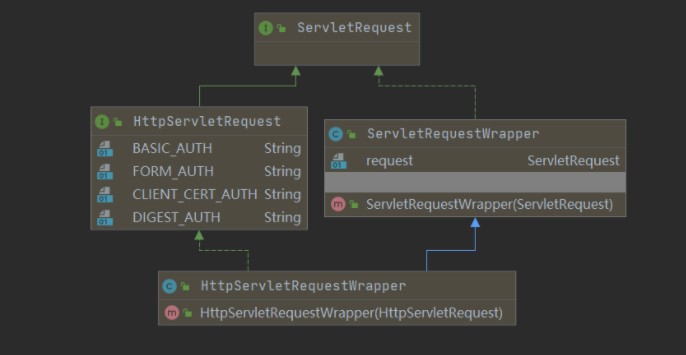 ServletRequest
HttpServletRequest
BASIC_AUTH String
FORM_AUTH String
CLIENT_CERT_AUTH String
DIGEST_AUTH String
ServletRequestWrapper
request ServletRequest
ServletRequestWrapper(ServletRequest)
HttpServletRequestWrapper
HttpServletRequestWrapper(HttpServletRequest)